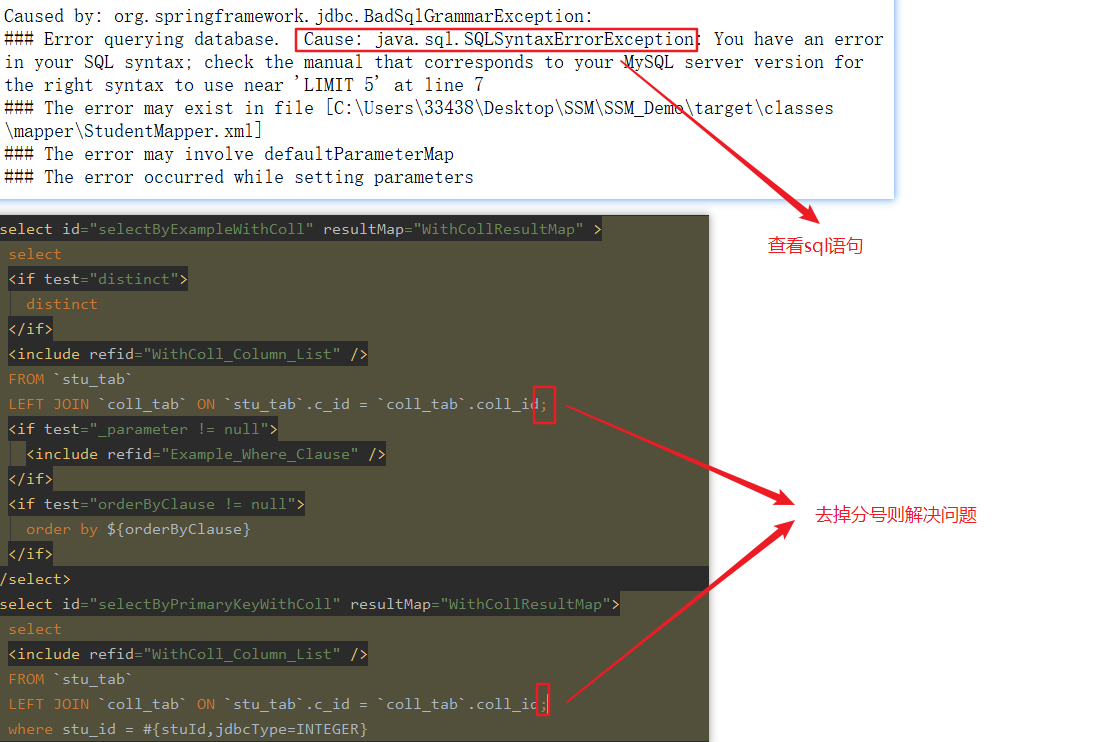 Caused by: org.springframework.jdbc.BadSqlGrammarException:
### Error querying database.  Cause: java.sql.SQLSyntaxErrorException: You have an error
in your SQL syntax; check the manual that corresponds to your MySQL server version for
the right syntax to use near 'LIMIT 5' at line 7
### The error may exist in file [C:\Users\33438\Desktop\SSM\SSM_Demo\target\classes
\mapper\StudentMapper.xml]
### The error may involve defaultParameterMap
### The error occurred while setting parameters
查看sql语句
select id="selectByExampleWithColl" resultMap="WithCollResultMap" >
select
<if test="distinct">
distinct
</if>
<include refid="WithColl_Column_List" />
FROM `stu_tab`
LEFT JOIN `coll_tab` ON `stu_tab`.c_id = `coll_tab`.coll_id;
<if test="_parameter != null">
<include refid="Example_Where_Clause" />
</if>
<if test="orderByClause != null">
order by ${orderByClause}
</if>
/select>
去掉分号则解决问题
select id="selectByPrimaryKeyWithColl" resultMap="WithCollResultMap">
select
<include refid="WithColl_Column_List" />
FROM `stu_tab`
LEFT JOIN `coll_tab` ON `stu_tab`.c_id = `coll_tab`.coll_id;
where stu_id = #{stuId,jdbcType=INTEGER}